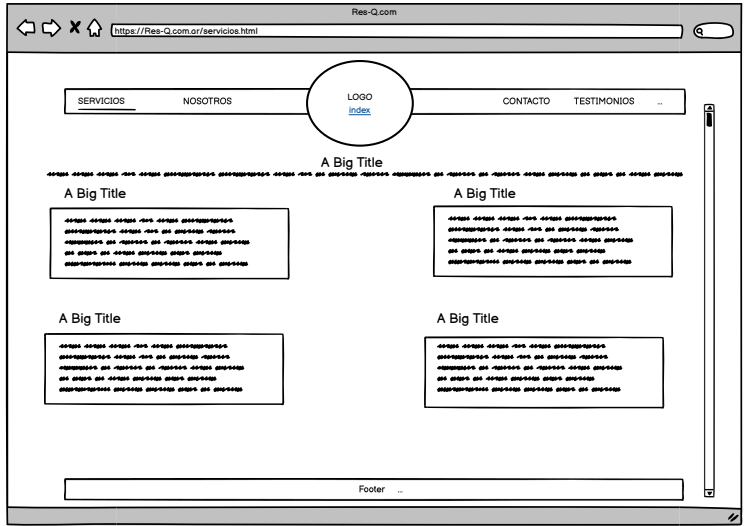 Res-Q.com
https://Res-Q.com.ar/servicios.html
SERVICIOS NOSOTROS LOGO CONTACTO TESTIMONIOS ...
index
A Big Title
A Big Title A Big Title
A Big Title A Big Title
Footer ...